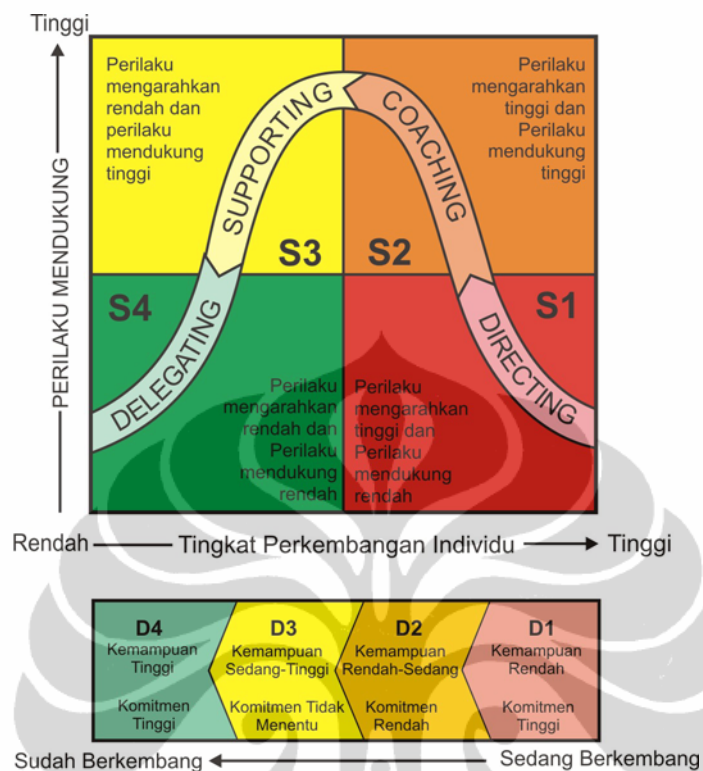 Tinggi
PERILAKU MENDUKUNG
Perilaku
mengarahkan
rendah dan
perilaku
mendukung
tinggi
SUPPORTING
S3
COACHING
S2
Perilaku
mengarahkan
tinggi dan
Perilaku
mendukung
tinggi
S4
DELEGATING
Perilaku
mengarahkan
rendah dan
Perilaku
mendukung
rendah
S1
DIRECTING
Perilaku
mengarahkan
tinggi dan
Perilaku
mendukung
rendah
Rendah Tingkat Perkembangan Individu Tinggi
D4
Kemampuan
Tinggi
Komitmen
Tinggi
D3
Kemampuan
Sedang-Tinggi
Komitmen Tidak
Menentu
D2
Kemampuan
Rendah-Sedang
Komitmen
Rendah
D1
Kemampuan
Rendah
Komitmen
Tinggi
Sudah Berkembang Sedang Berkembang